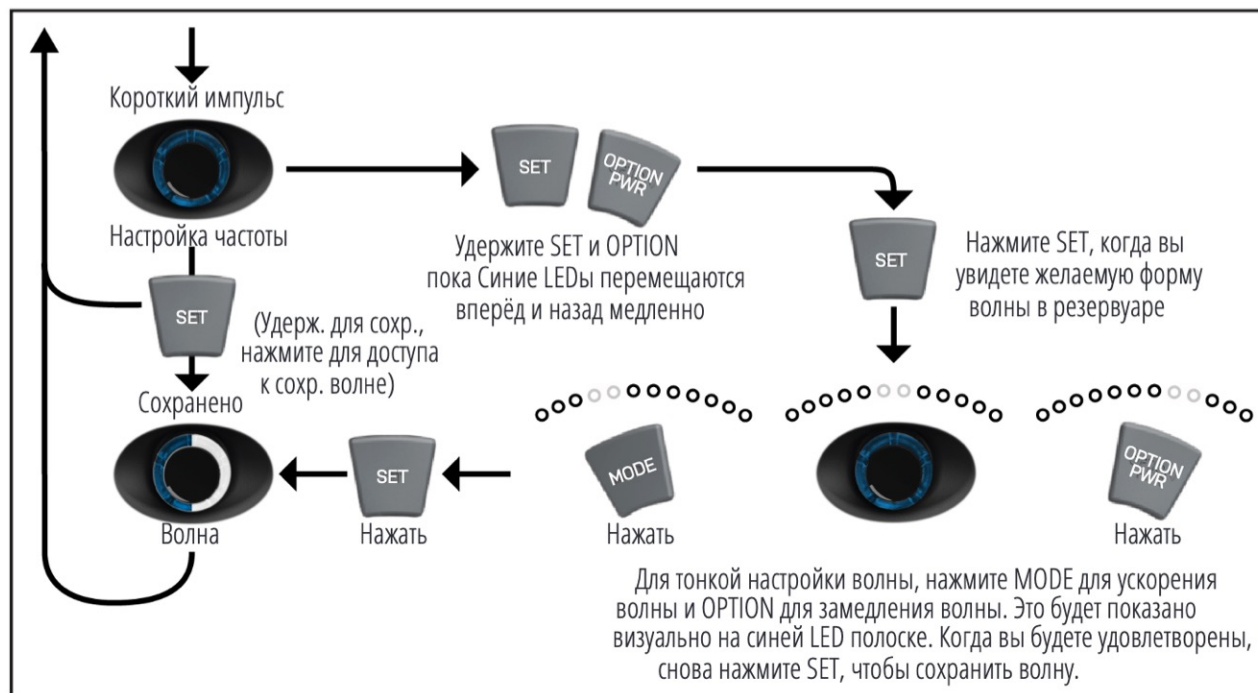 Короткий импульс
Настройка частоты
SET
OPTION
PWR
Удержите SET и OPTION
пока Синие LEDы перемещаются
вперёд и назад медленно
SET
Нажмите SET, когда вы
увидете желаемую форму
волны в резервуаре
SET
(Удерж. для сохр.,
нажмите для доступа
к сохр. волне)
Сохранено
Волна
SET
Нажать
MODE
Нажать
OPTION
PWR
Нажать
Для тонкой настройки волны, нажмите MODE для ускорения
волны и OPTION для замедления волны. Это будет показано
визуально на синей LED полоске. Когда вы будете удовлетворены,
снова нажмите SET, чтобы сохранить волну.